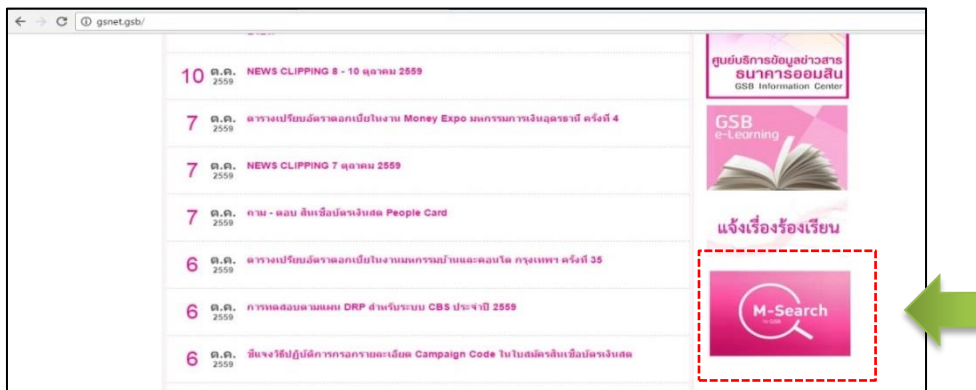 gsnet.gsb/
10 ต.ค. 2559 NEWS CLIPPING 8 - 10 ตุลาคม 2559
7 ต.ค. 2559 ตารางเปรียบอัตราดอกเบี้ยในงาน Money Expo มหกรรมการเงินอุดรธานี ครั้งที่ 4
7 ต.ค. 2559 NEWS CLIPPING 7 ตุลาคม 2559
7 ต.ค. 2559 ถาม - ตอบ สินเชื่อบัตรเงินสด People Card
6 ต.ค. 2559 ตารางเปรียบอัตราดอกเบี้ยในงานมหกรรมบ้านและคอนโด กรุงเทพฯ ครั้งที่ 35
6 ต.ค. 2559 การทดสอบตามแผน DRP สำหรับระบบ CBS ประจำปี 2559
6 ต.ค. 2559 ชี้แจงวิธีปฏิบัติการกรอกรายละเอียด Campaign Code ในใบสมัครสินเชื่อบัตรเงินสด
ศูนย์บริการข้อมูลข่าวสาร
ธนาคารออมสิน
GSB Information Center
GSB
e-Learning
แจ้งเรื่องร้องเรียน
M-Search